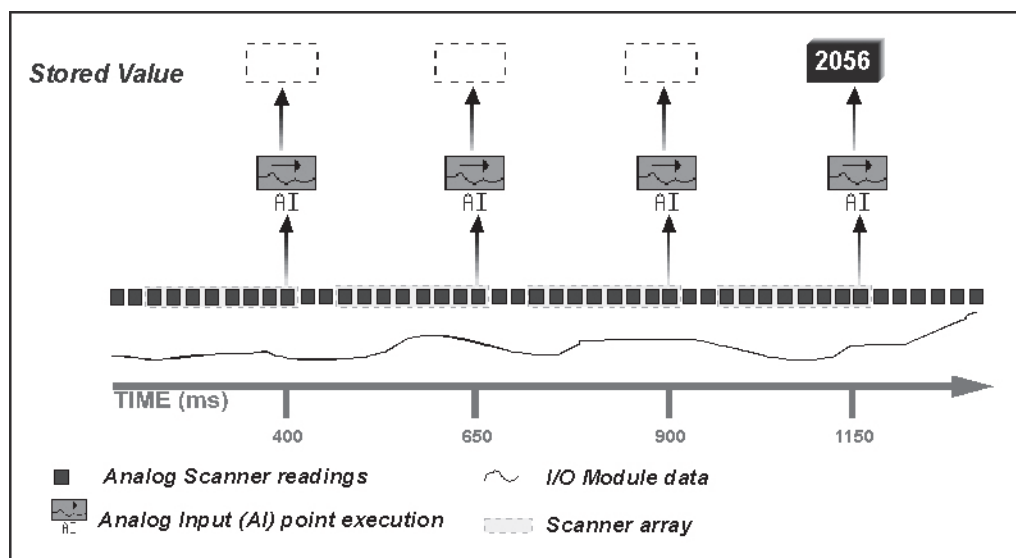 Stored Value
2056
AI AI AI AI
TIME (ms)
400 650 900 1150
Analog Scanner readings
I/O Module data
AI
Analog Input (AI) point execution
Scanner array